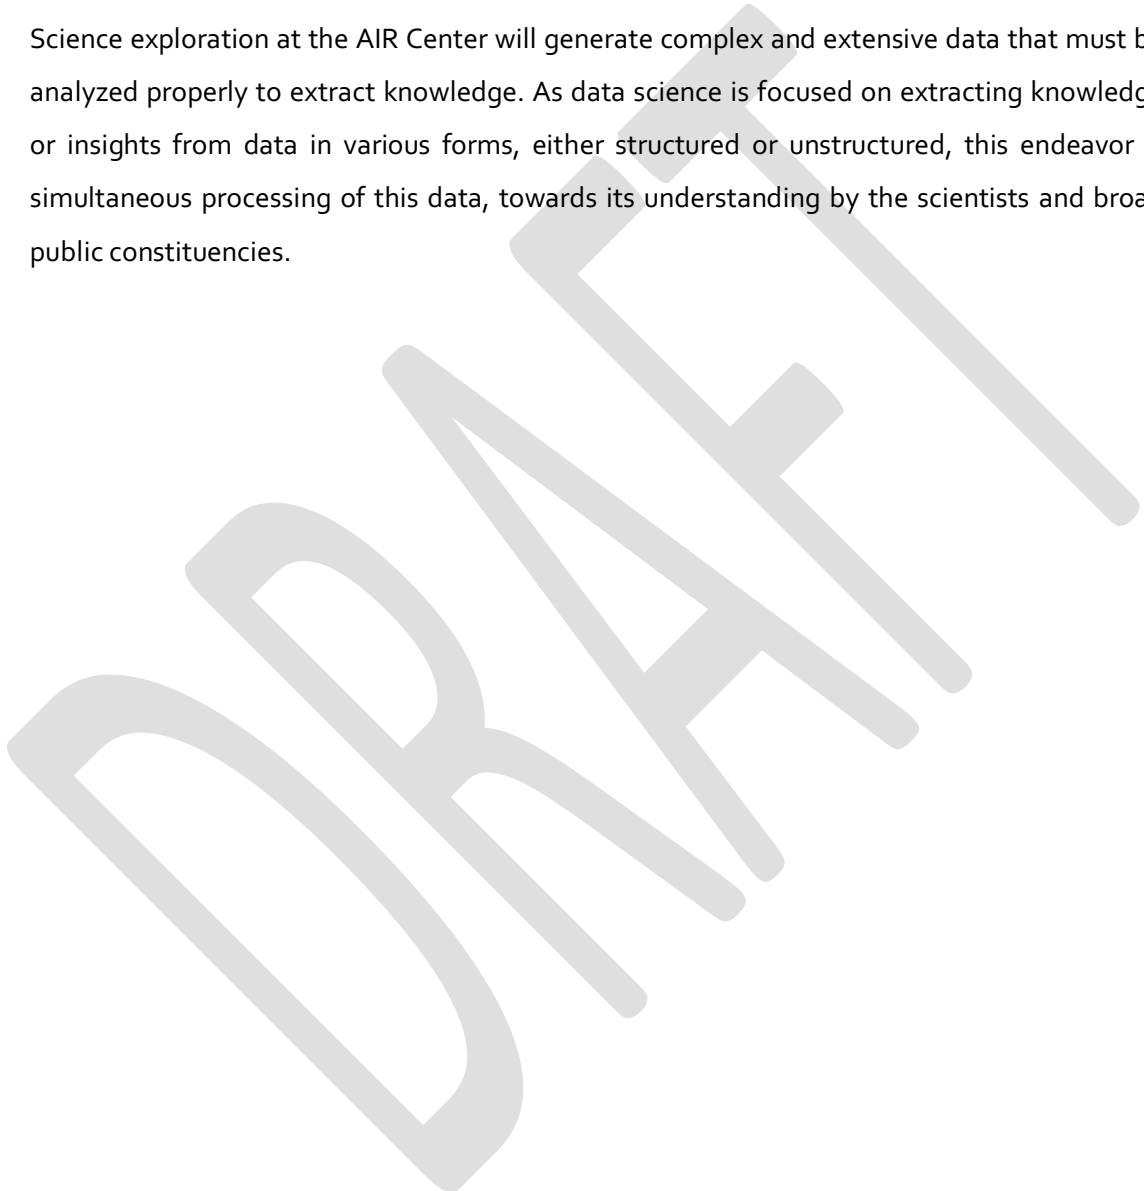 Science exploration at the AIR Center will generate complex and extensive data that must b
analyzed properly to extract knowledge. As data science is focused on extracting knowledg
or insights from data in various forms, either structured or unstructured, this endeavor
simultaneous processing of this data, towards its understanding by the scientists and broa
public constituencies.
DRAFT